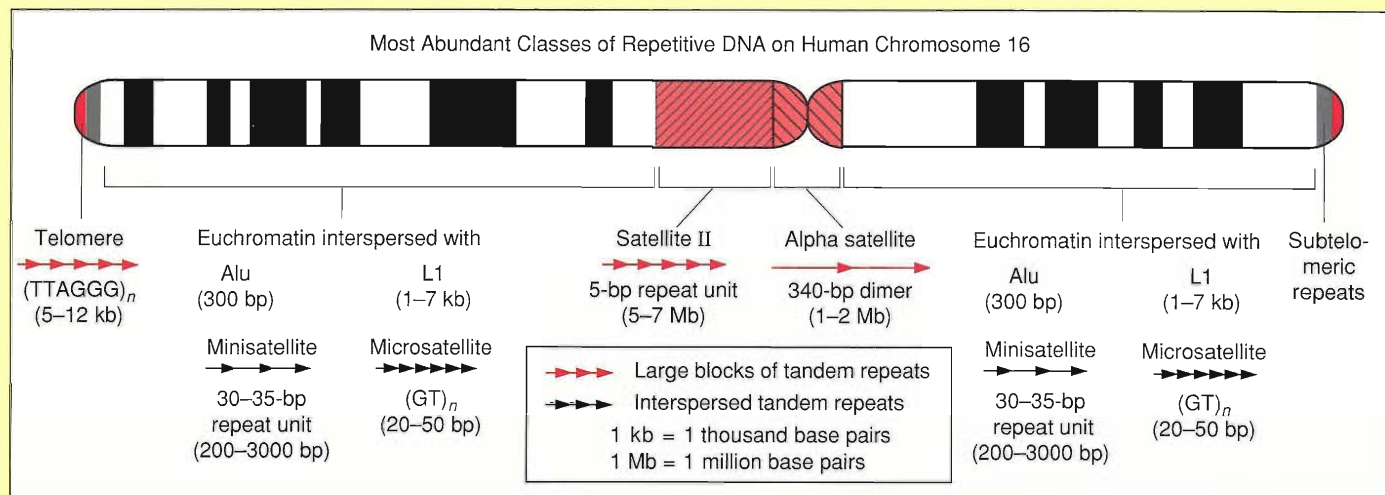 Most Abundant Classes of Repetitive DNA on Human Chromosome 16
Telomere
(TTAGGG)n
(5–12 kb)
Euchromatin interspersed with
Alu
(300 bp)
L1
(1–7 kb)
Minisatellite
30–35-bp
repeat unit
(200–3000 bp)
Microsatellite
(GT)n
(20–50 bp)
Satellite II
5-bp repeat unit
(5–7 Mb)
Alpha satellite
340-bp dimer
(1–2 Mb)
Large blocks of tandem repeats
Interspersed tandem repeats
1 kb = 1 thousand base pairs
1 Mb = 1 million base pairs
Euchromatin interspersed with
Alu
(300 bp)
L1
(1–7 kb)
Minisatellite
30–35-bp
repeat unit
(200–3000 bp)
Microsatellite
(GT)n
(20–50 bp)
Subtelo-
meric
repeats